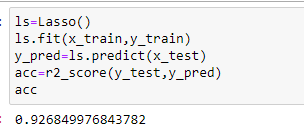 ls=Lasso()
ls.fit(x_train,y_train)
y_pred=ls.predict(x_test)
acc=r2_score(y_test,y_pred)
acc
: 0.926849976843782